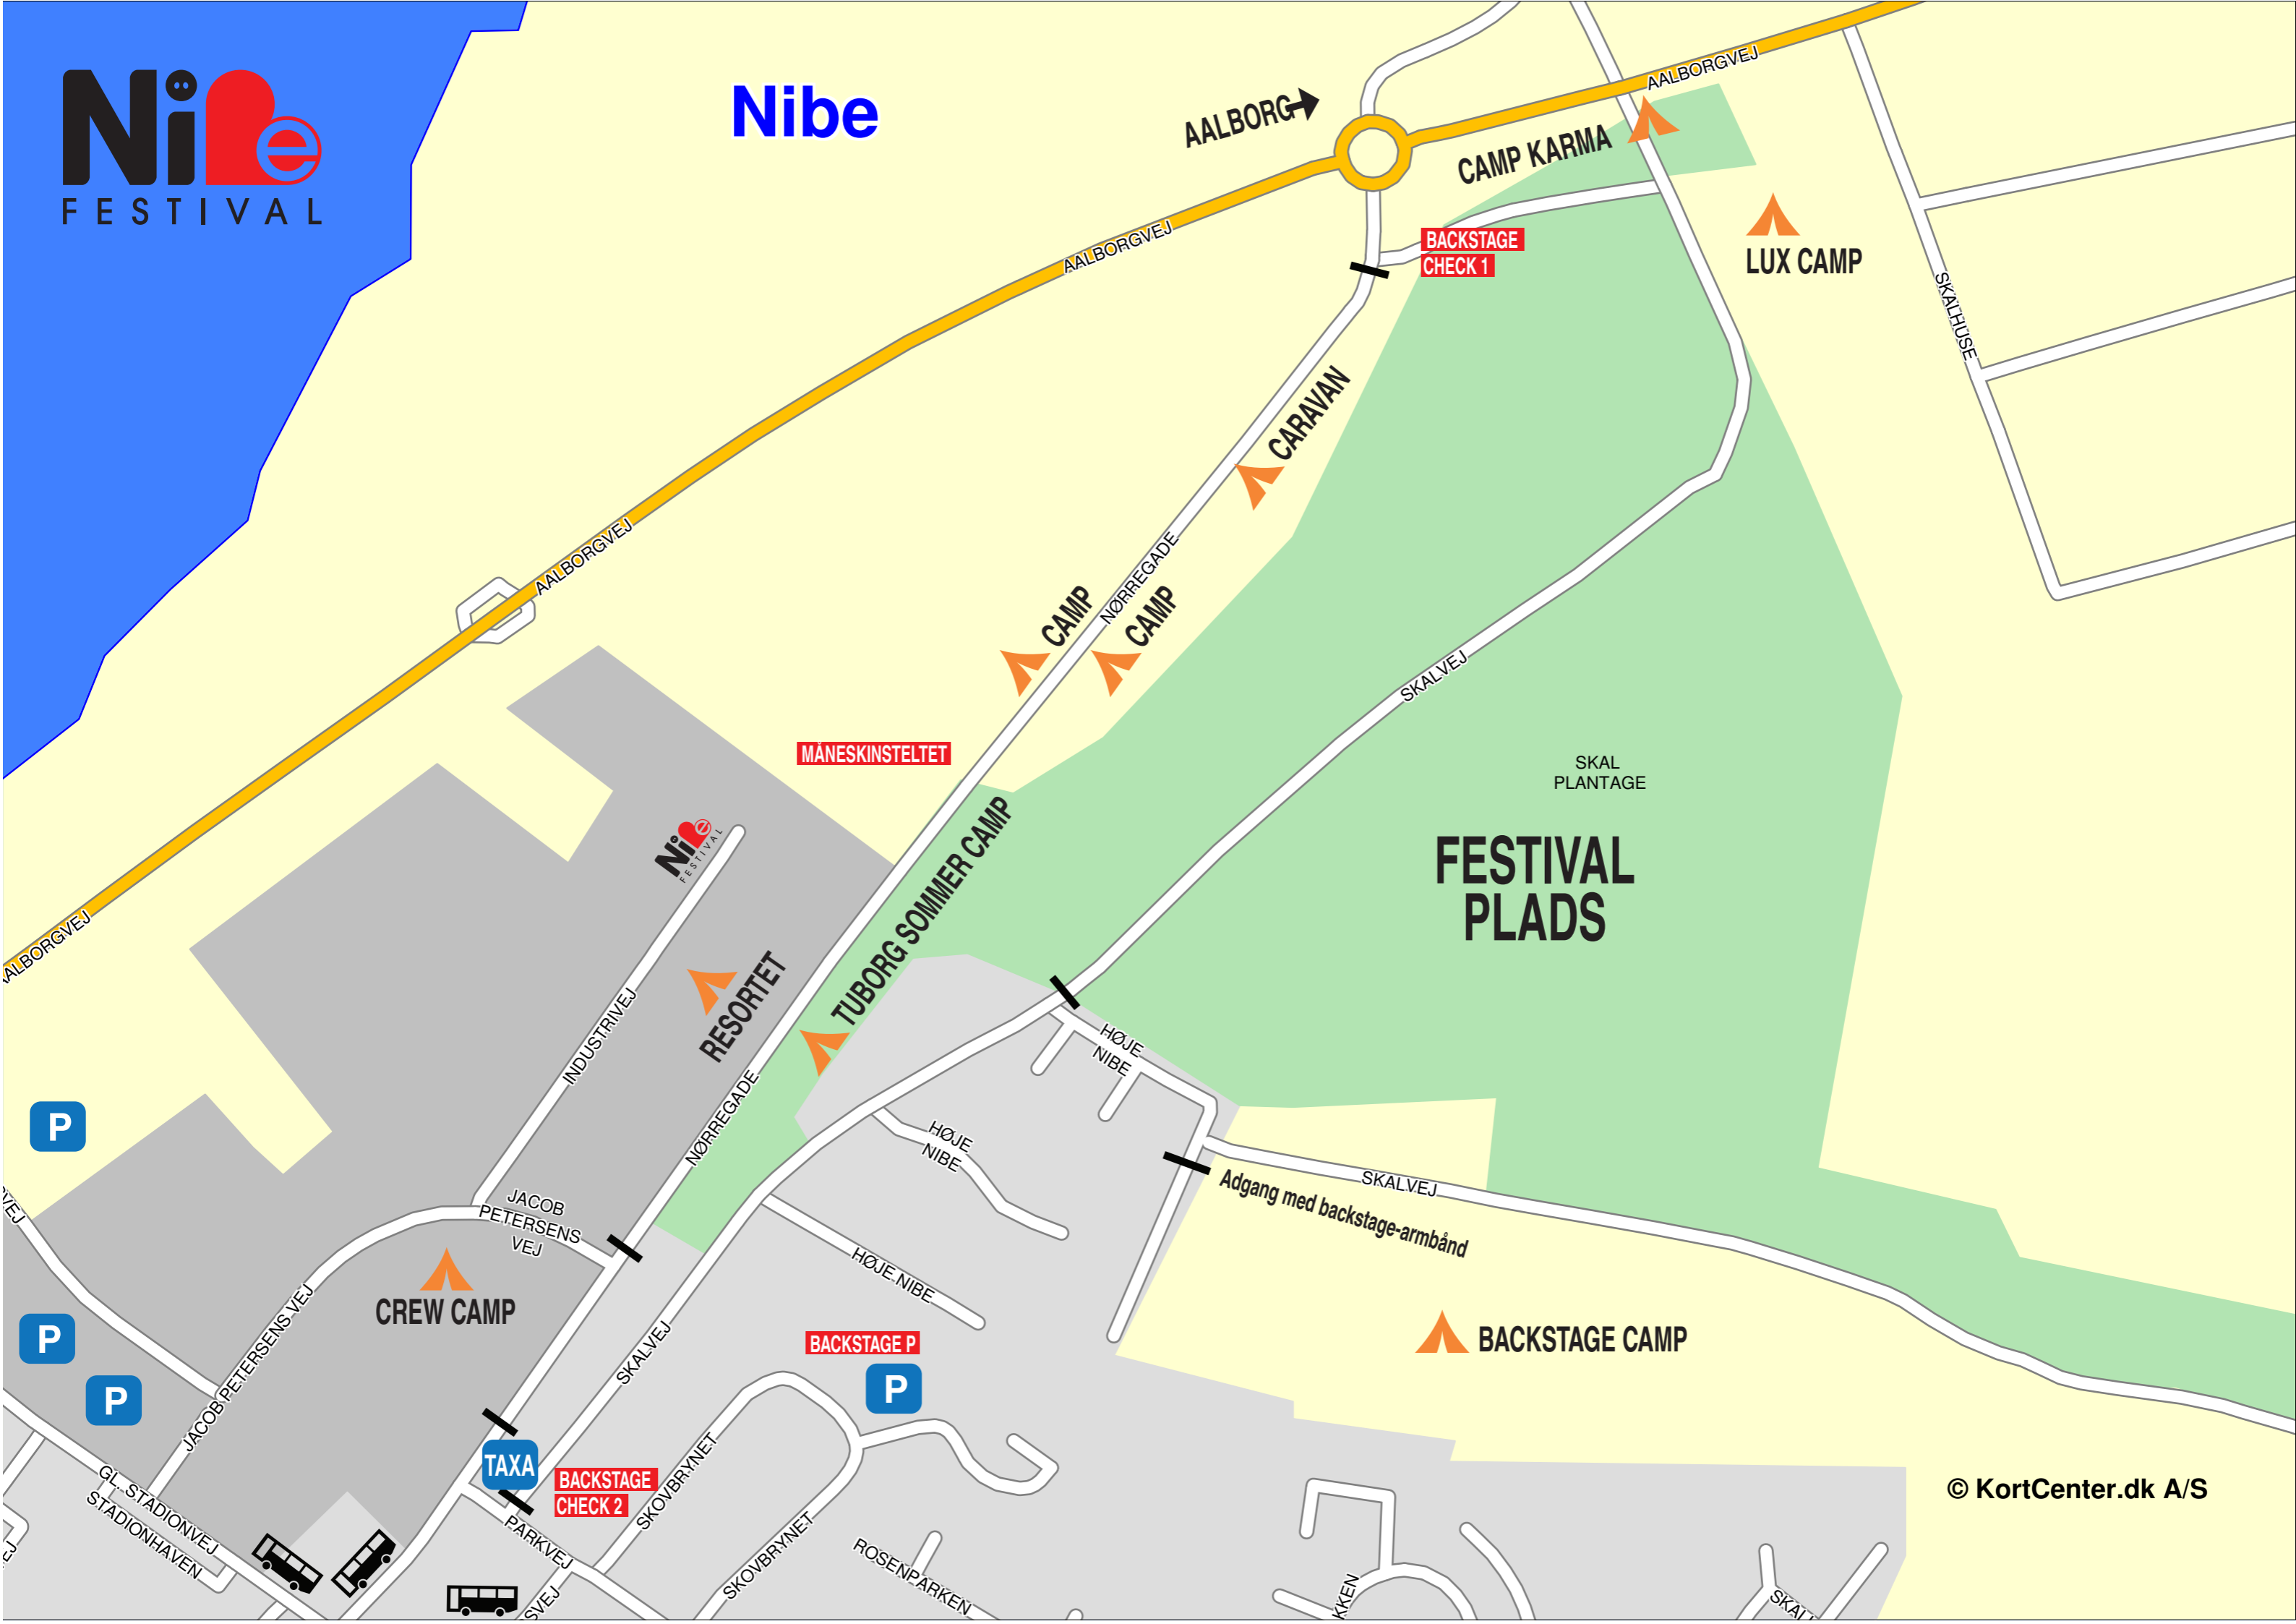 NiBe
FESTIVAL
Nibe
AALBORG
AALBORGVEJ
CAMP KARMA
LUX CAMP
BACKSTAGE
CHECK 1
AALBORGVEJ
SKALHUSE
CARAVAN
AALBORGVEJ
NØRREGADE
CAMP
CAMP
SKALVEJ
MÅNESKINSTELTET
SKAL
PLANTAGE
FESTIVAL
PLADS
NiBe
FESTIVAL
TUBORG SOMMER CAMP
AALBORGVEJ
RESORTET
INDUSTRIVEJ
HØJE
NIBE
NØRREGADE
P
HØJE
NIBE
SKALVEJ
Adgang med backstage-armbånd
JACOB
PETERSENS
VEJ
HØJE NIBE
CREW CAMP
JACOB PETERSENS VEJ
P
BACKSTAGE P
P
BACKSTAGE CAMP
SKALVEJ
P
TAXA
BACKSTAGE
CHECK 2
SKOVBRYNET
© KortCenter.dk A/S
GL. STADIONVEJ
STADIONHAVEN
PARKVEJ
SKOVBRYNET
ROSENPARKEN